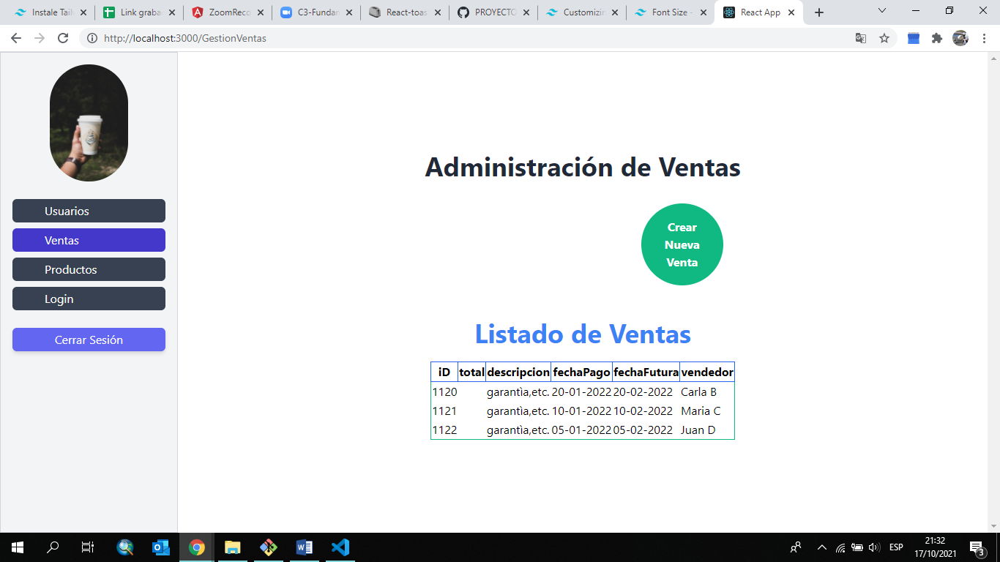 Instale Tail
Link graba
ZoomReco
C3-Fundan
React-toas
PROYECTO
Customizin
Font Size -
React App
http://localhost:3000/GestionVentas
Usuarios
Ventas
Productos
Login
Cerrar Sesión
Administración de Ventas
Crear
Nueva
Venta
Listado de Ventas
iD total descripcion fechaPago fechaFutura vendedor
1120 garantìa,etc. 20-01-2022 20-02-2022 Carla B
1121 garantìa,etc. 10-01-2022 10-02-2022 Maria C
1122 garantìa,etc. 05-01-2022 05-02-2022 Juan D
ESP
21:32
17/10/2021
3